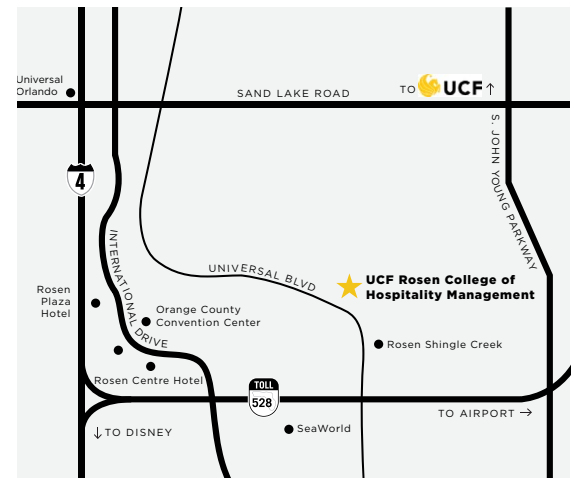 Universal
Orlando
SAND LAKE ROAD
TO UCF ↑
4
S. JOHN YOUNG PARKWAY
INTERNATIONAL DRIVE
UNIVERSAL BLVD
UCF Rosen College of
Hospitality Management
Rosen
Plaza
Hotel
Orange County
Convention Center
Rosen Shingle Creek
Rosen Centre Hotel
TOLL
528
TO AIRPORT →
↓ TO DISNEY
SeaWorld